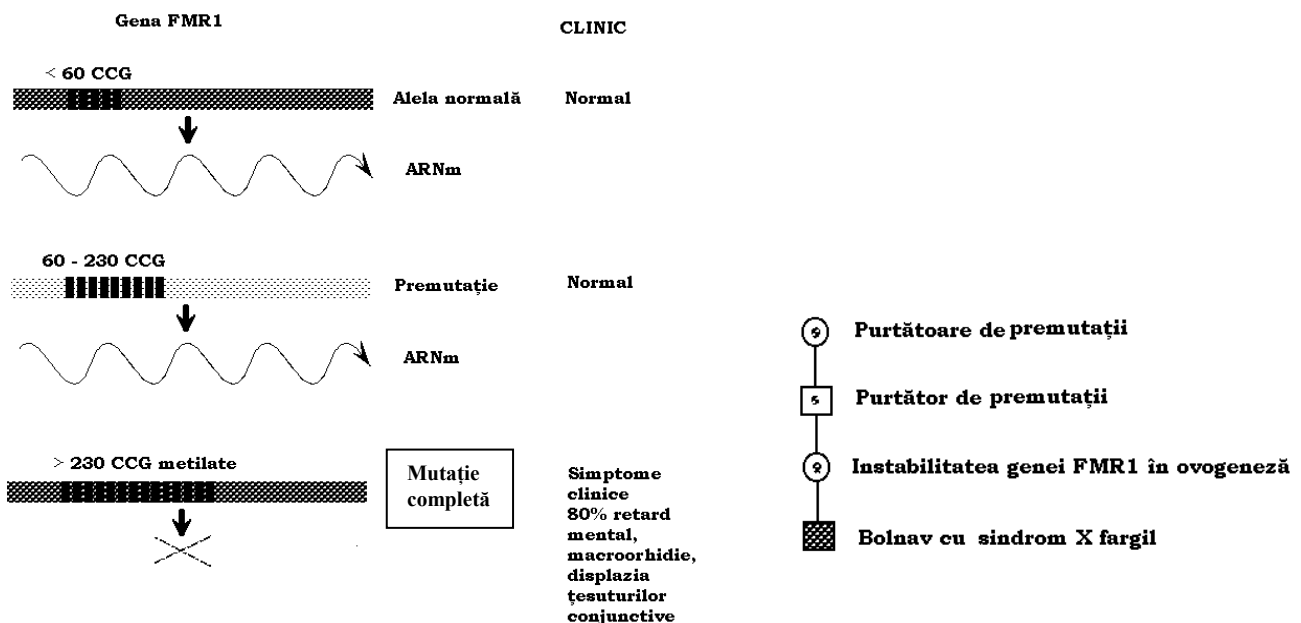 Gena FMR1
CLINIC
< 60 CCG
Alela normală
Normal
ARNm
60 - 230 CCG
Premutație
Normal
ARNm
> 230 CCG metilate
Mutație
completă
Simptome
clinice
80% retard
mental,
macroorhidie,
displazia
țesuturilor
conjunctive
Purtătoare de premutații
Purtător de premutații
Instabilitatea genei FMR1 în ovogeneză
Bolnav cu sindrom X fargil